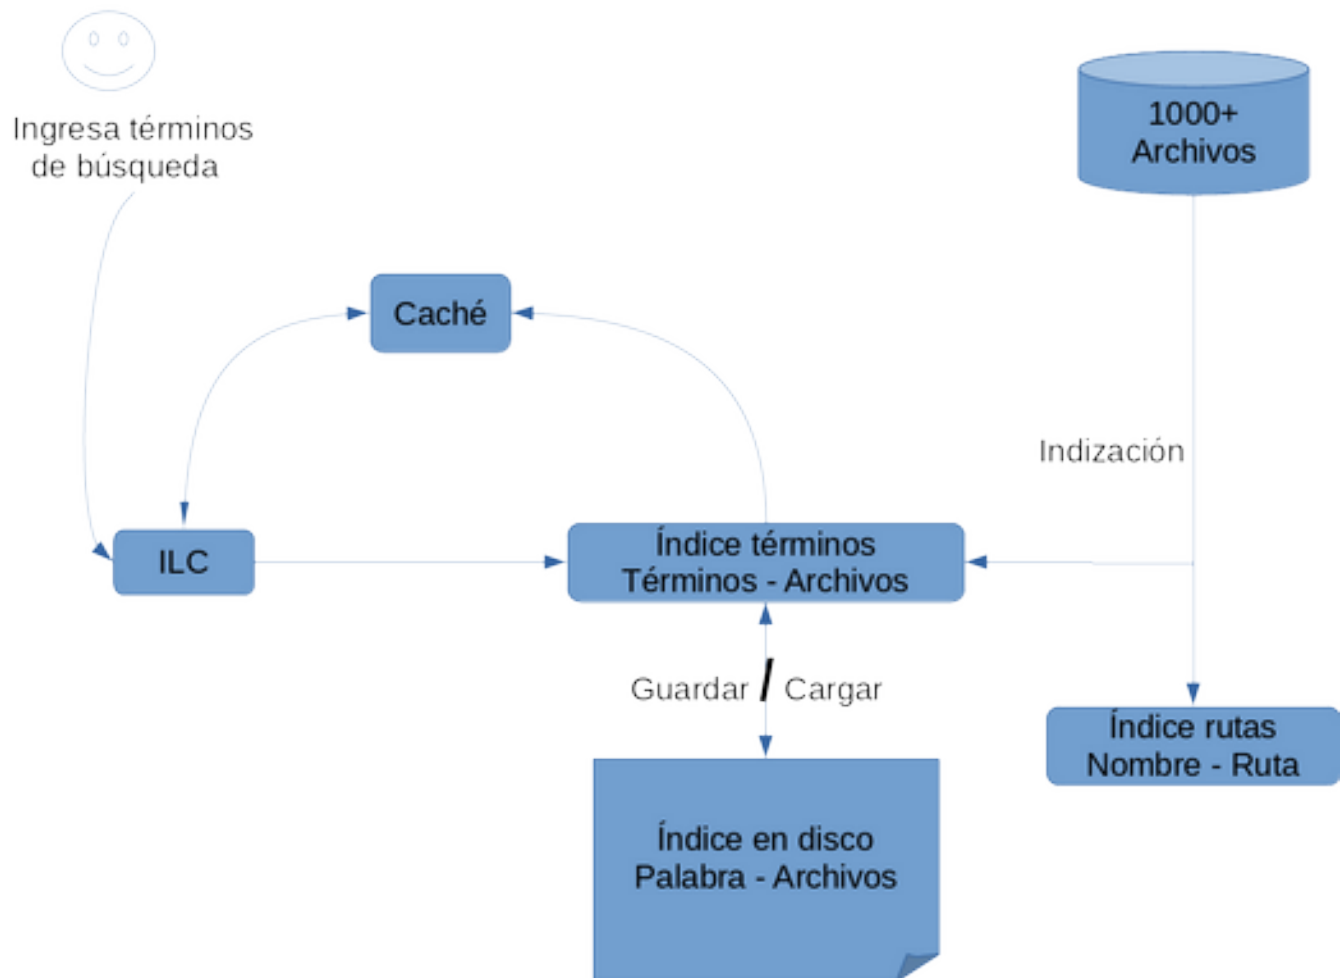 Ingresa términos
de búsqueda
1000+
Archivos
Caché
Indización
ILC
Índice términos
Términos - Archivos
Guardar / Cargar
Índice rutas
Nombre - Ruta
Índice en disco
Palabra - Archivos